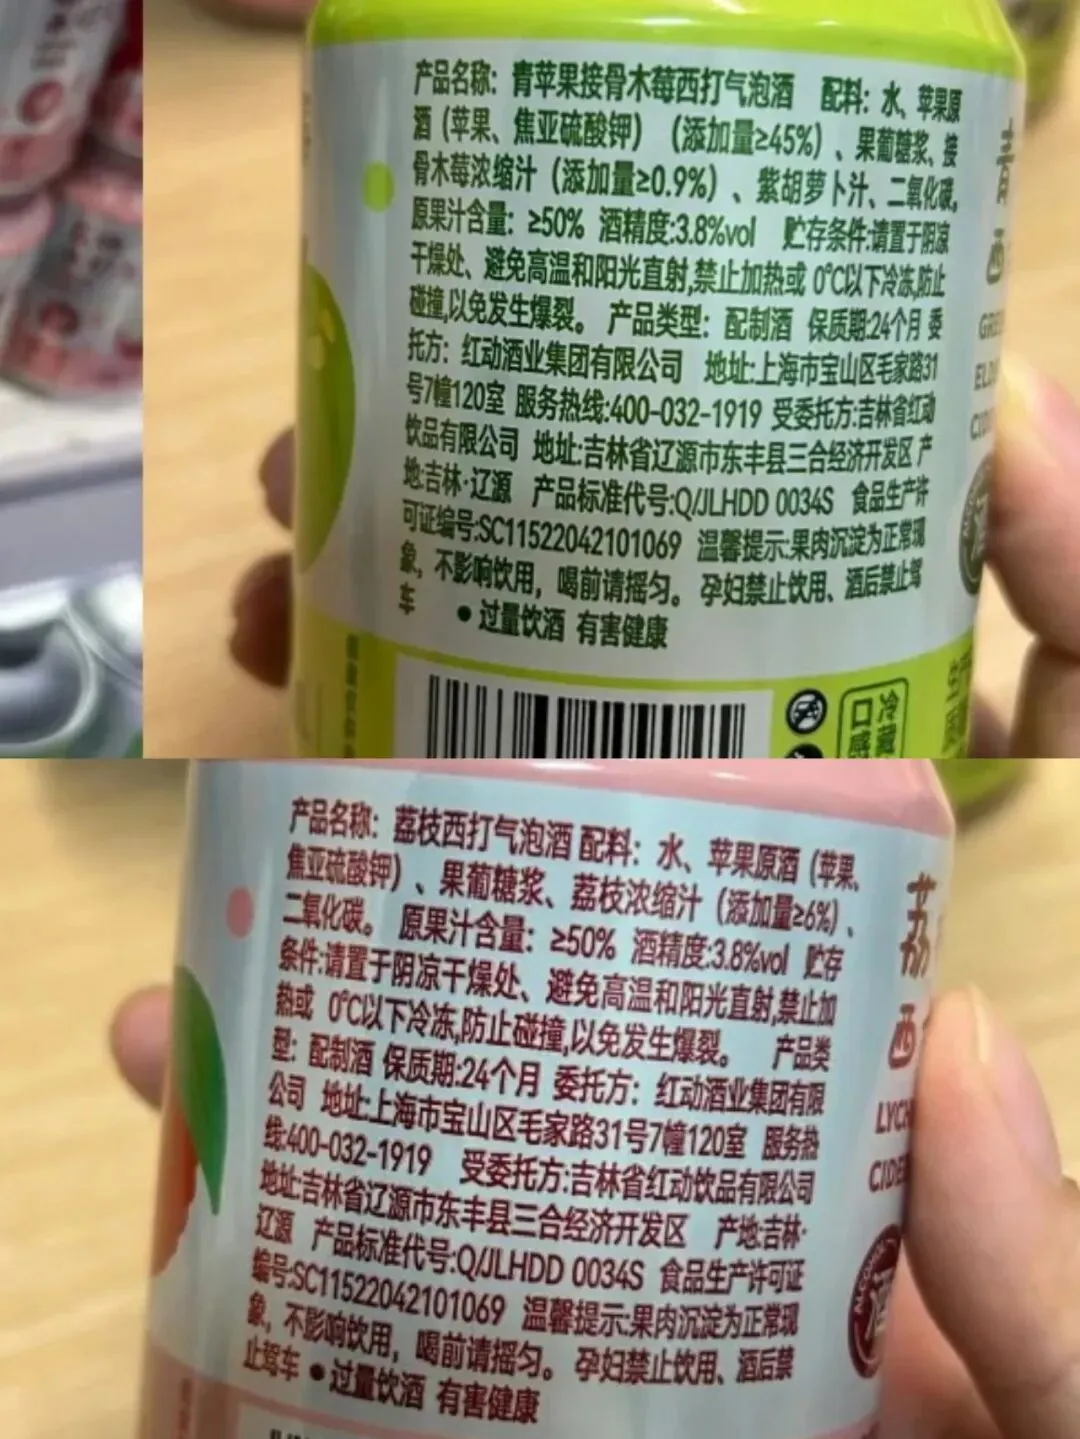 产品名称：青苹果接骨木莓西打气泡酒 配料：水、苹果原
酒（苹果、焦亚硫酸钾）（添加量≥45%）、果葡糖浆、接
骨木莓浓缩汁（添加量≥0.9%）、紫胡萝卜汁、二氧化碳。
原果汁含量：≥50% 酒精度:3.8%vol 贮存条件:请置于阴凉
干燥处、避免高温和阳光直射,禁止加热或 0℃以下冷冻,防止
碰撞,以免发生爆裂。 产品类型：配制酒 保质期:24个月 委
托方：红动酒业集团有限公司 地址:上海市宝山区毛家路31
号7幢120室 服务热线:400-032-1919 受委托方:吉林省红动
饮品有限公司 地址:吉林省辽源市东丰县三合经济开发区 产
地:吉林·辽源 产品标准代号:Q/JLHDD 0034S 食品生产许
可证编号:SC11522042101069 温馨提示:果肉沉淀为正常现
象，不影响饮用，喝前请摇匀。孕妇禁止饮用、酒后禁止驾
车 ●过量饮酒 有害健康
冷藏
口感
青
西
产品名称：荔枝西打气泡酒 配料：水、苹果原酒（苹果、
焦亚硫酸钾）、果葡糖浆、荔枝浓缩汁（添加量≥6%）、
二氧化碳。 原果汁含量：≥50% 酒精度:3.8%vol 贮存
条件:请置于阴凉干燥处、避免高温和阳光直射,禁止加
热或 0℃以下冷冻,防止碰撞,以免发生爆裂。 产品类
型：配制酒 保质期:24个月 委托方：红动酒业集团有限
公司 地址:上海市宝山区毛家路31号7幢120室 服务热
线:400-032-1919 受委托方:吉林省红动饮品有限公司
地址:吉林省辽源市东丰县三合经济开发区 产地:吉林·
辽源 产品标准代号:Q/JLHDD 0034S 食品生产许可证
编号:SC11522042101069 温馨提示:果肉沉淀为正常现
象，不影响饮用，喝前请摇匀。孕妇禁止饮用、酒后禁
止驾车 ●过量饮酒 有害健康
荔
西